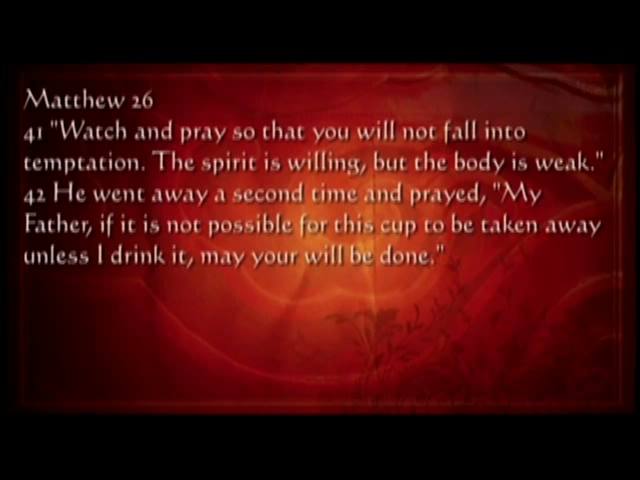 Matthew 26
41 "Watch and pray so that you will not fall into
temptation. The spirit is willing, but the body is weak."
42 He went away a second time and prayed, "My
Father, if it is not possible for this cup to be taken away
unless I drink it, may your will be done."